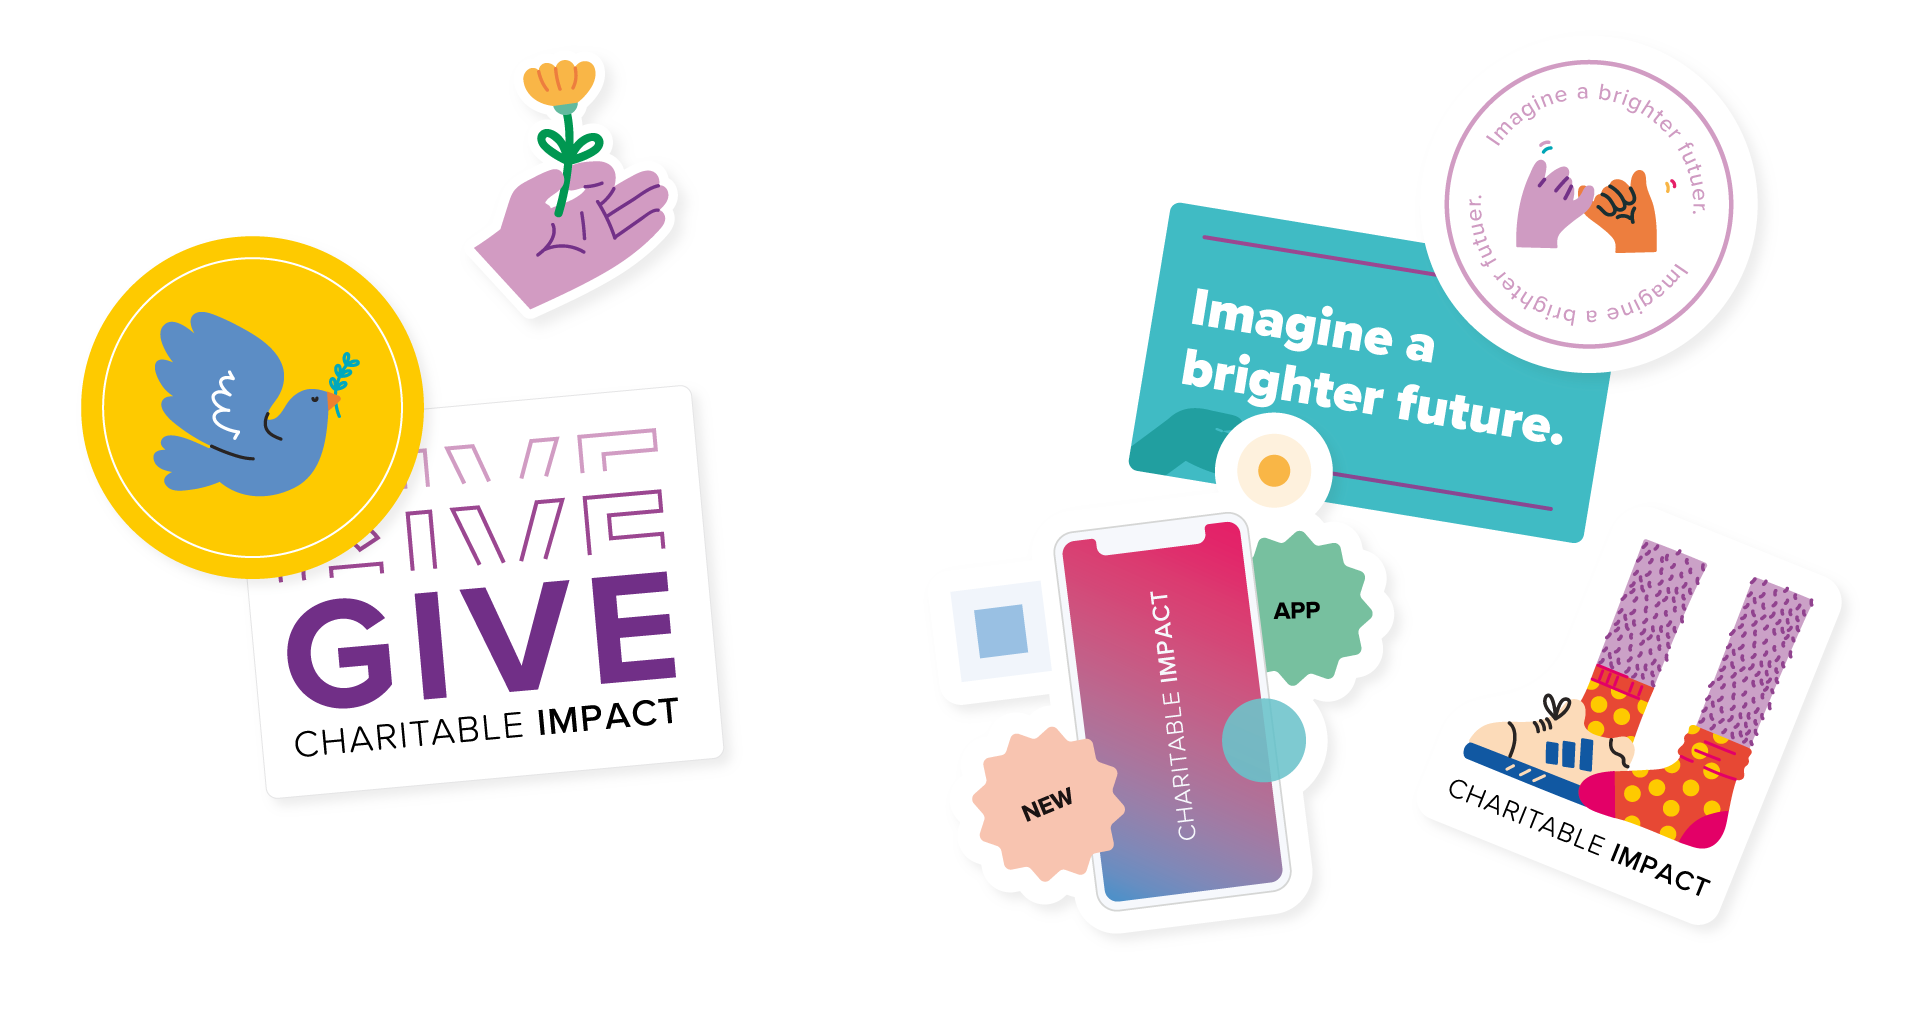 IVE
GIVE
GIVE
CHARITABLE IMPACT
Imagine a brighter futuer.
Imagine a brighter futuer.
Imagine a
brighter future.
APP
CHARITABLE IMPACT
NEW
CHARITABLE IMPACT